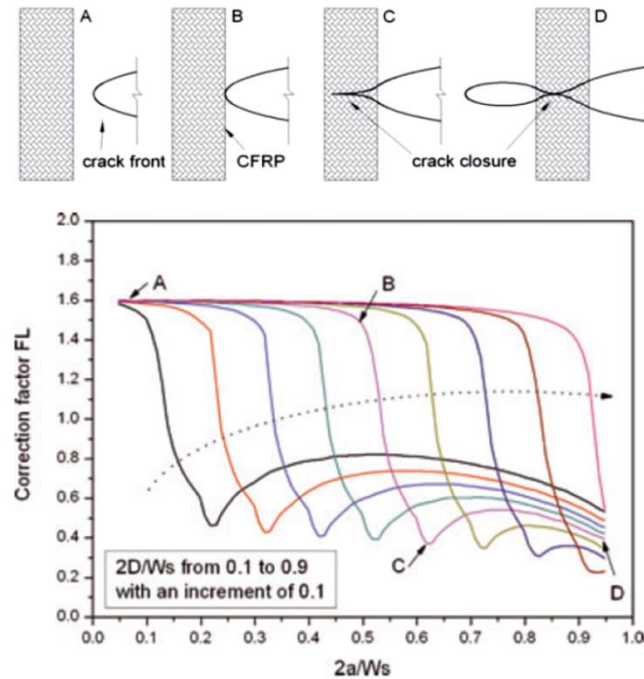 A B C D
crack front CFRP crack closure
2.0
1.8
1.6
1.4
1.2
1.0
0.8
0.6
0.4
0.2
0.0
Correction factor FL
A
B
C
D
2D/Ws from 0.1 to 0.9
with an increment of 0.1
0.0 0.1 0.2 0.3 0.4 0.5 0.6 0.7 0.8 0.9 1.0
2a/Ws